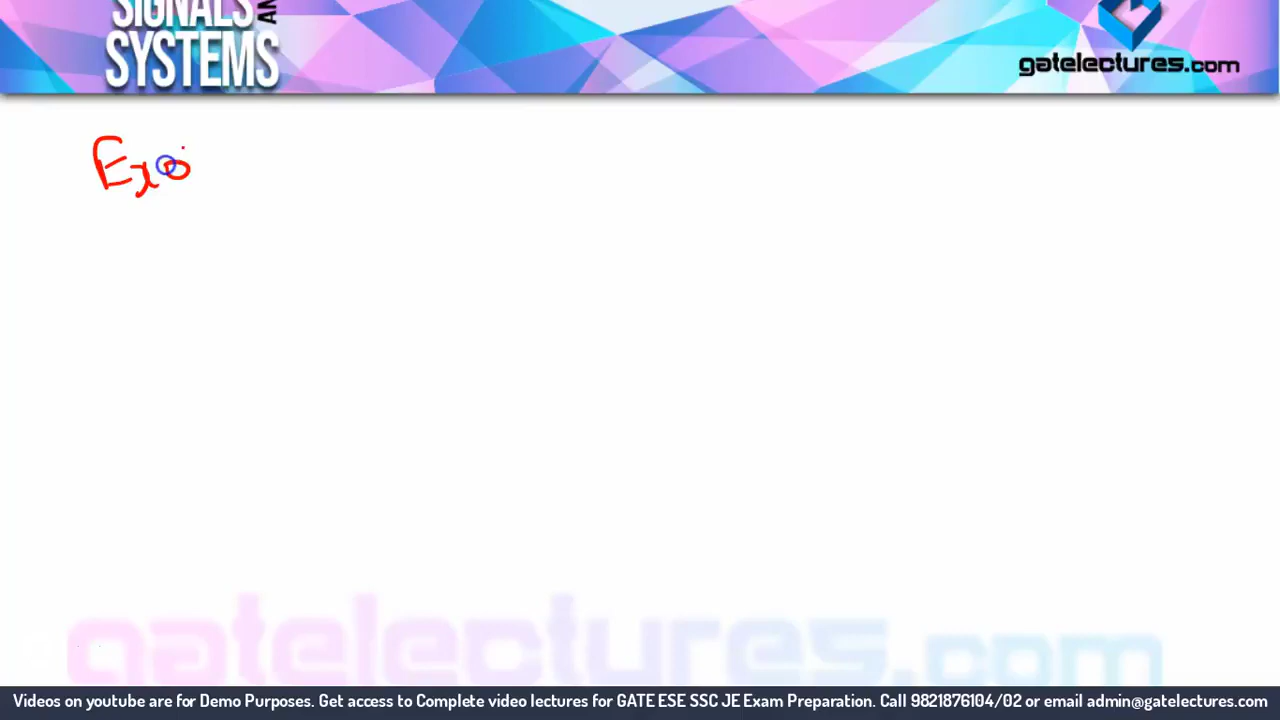 SIGNALS AND
SYSTEMS
gatelectures.com
Ex
gatelectures.com
Videos on youtube are for Demo Purposes. Get access to Complete video lectures for GATE ESE SSC JE Exam Preparation. Call 9821876104/02 or email admin@gatelectures.com